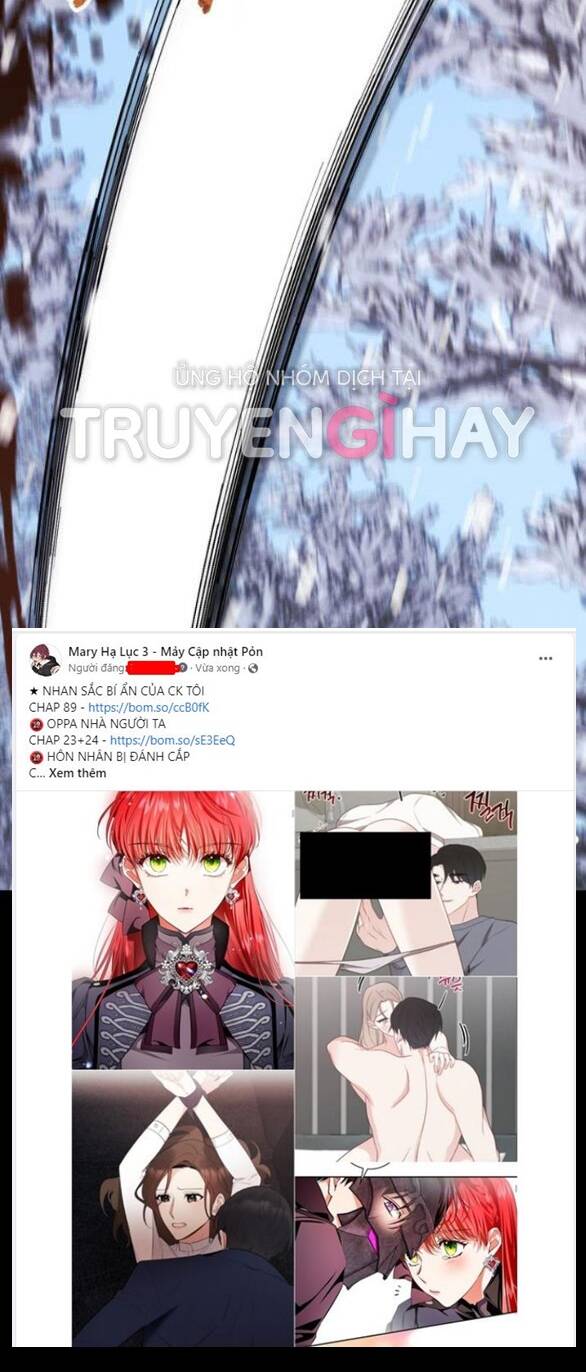 ỦNG HỘ NHÓM DỊCH TẠI
TRUYENGÌHAY
Mary Hạ Lục 3 - Mảy Cập nhật Pỏn
Người đăng · Vừa xong ·
★ NHAN SẮC BÍ ẨN CỦA CK TÔI
CHAP 89 - https://bom.so/ccB0fK
OPPA NHÀ NGƯỜI TA
CHAP 23+24 - https://bom.so/sE3EeQ
HÔN NHÂN BỊ ĐÁNH CẮP
C... Xem thêm